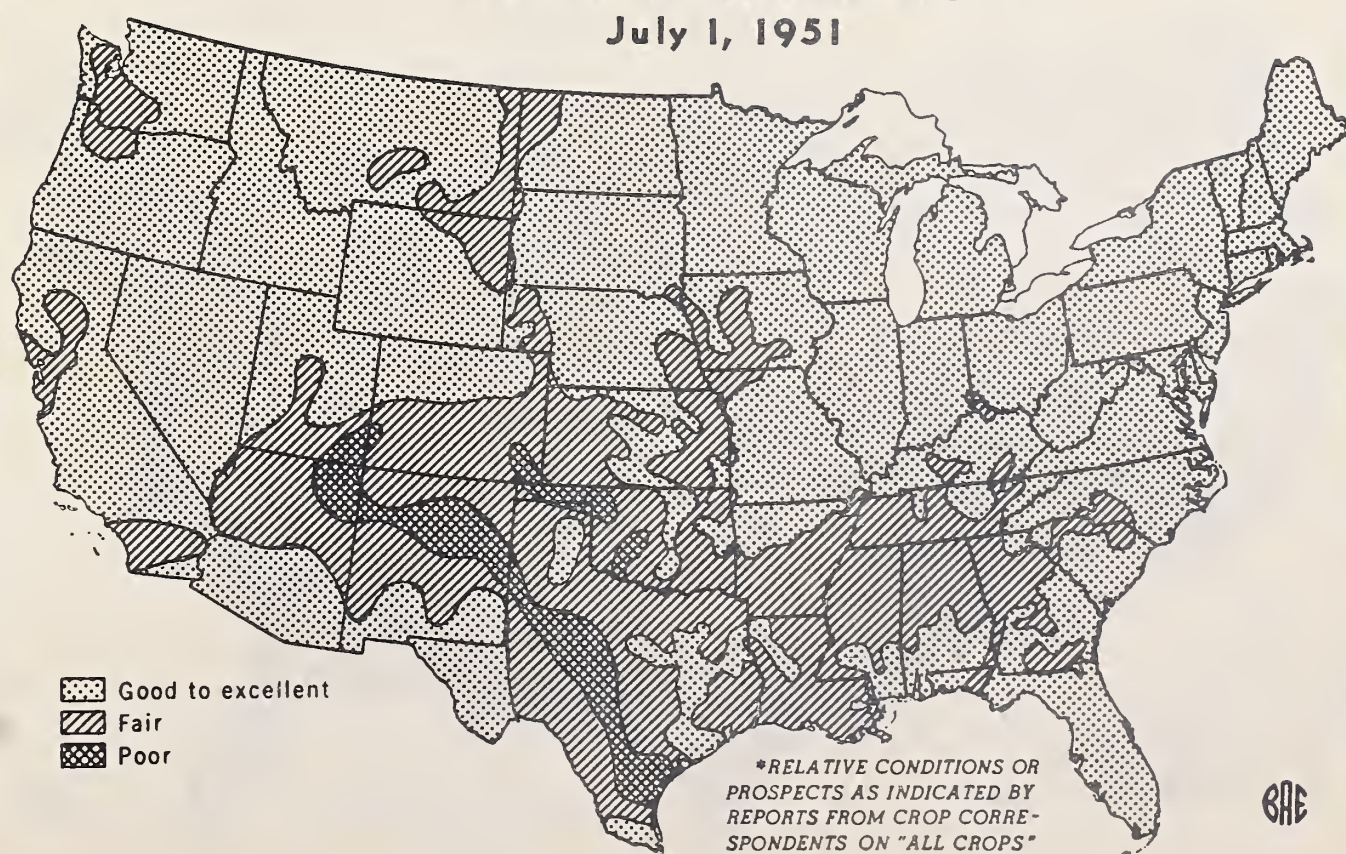 July 1, 1951
Good to excellent
Fair
Poor
*RELATIVE CONDITIONS OR
PROSPECTS AS INDICATED BY
REPORTS FROM CROP CORRE-
SPONDENTS ON "ALL CROPS"
BAE